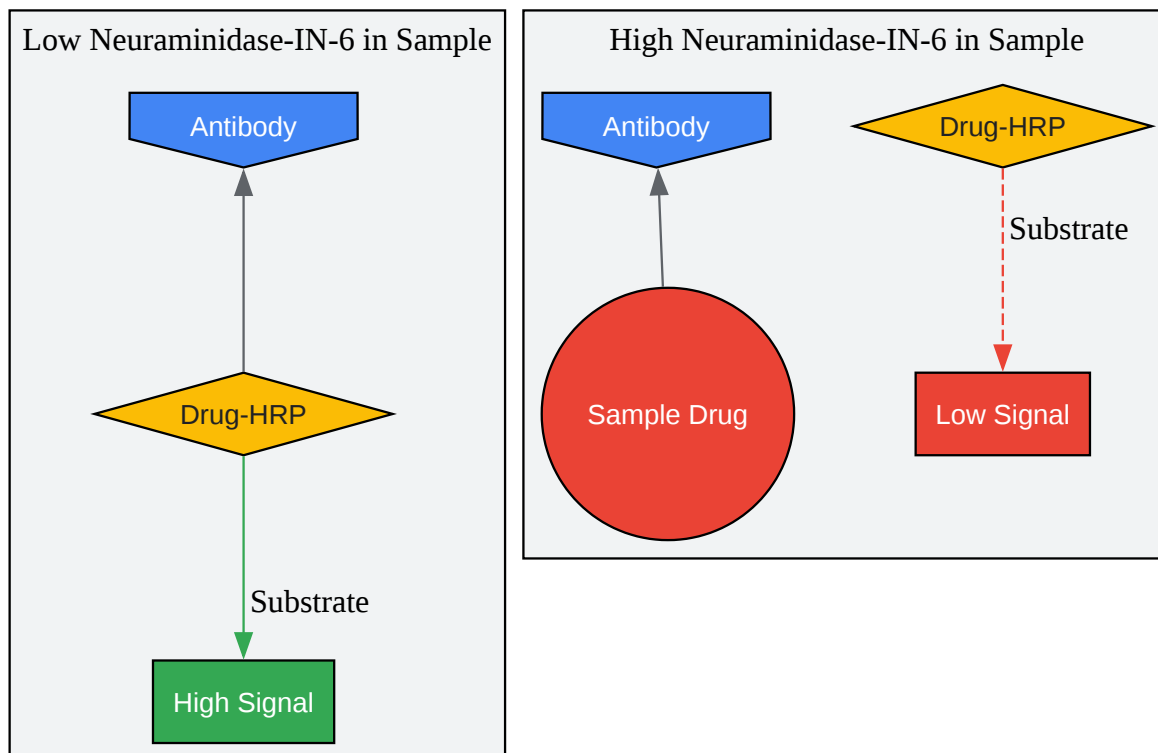 Low Neuraminidase-IN-6 in Sample
Antibody
Drug-HRP
Substrate
High Signal
High Neuraminidase-IN-6 in Sample
Antibody
Drug-HRP
Substrate
Sample Drug
Low Signal